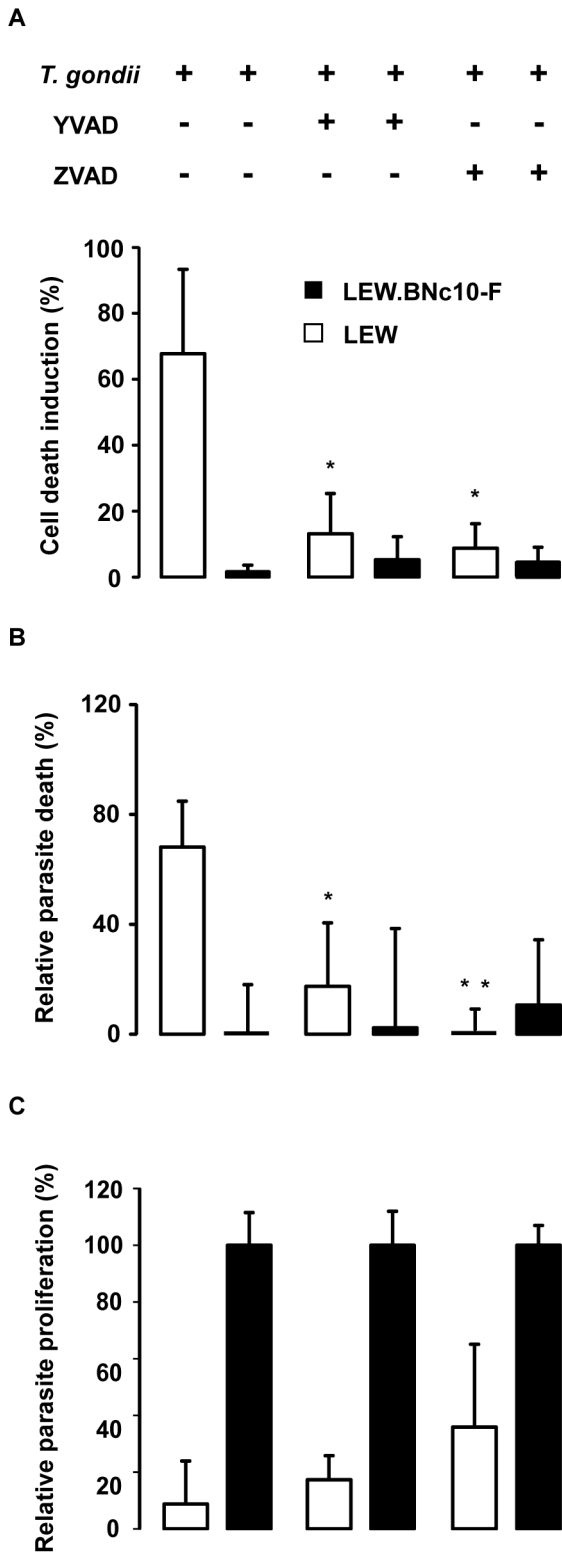 A
T. gondii + + + + + +
YVAD - - + + - -
ZVAD - - - - + +
Cell death induction (%)
100
80
60
40
20
0
LEW.BNc10-F
LEW
*
*
B
Relative parasite death (%)
120
80
40
0
*
* *
C
Relative parasite proliferation (%)
120
100
80
60
40
20
0